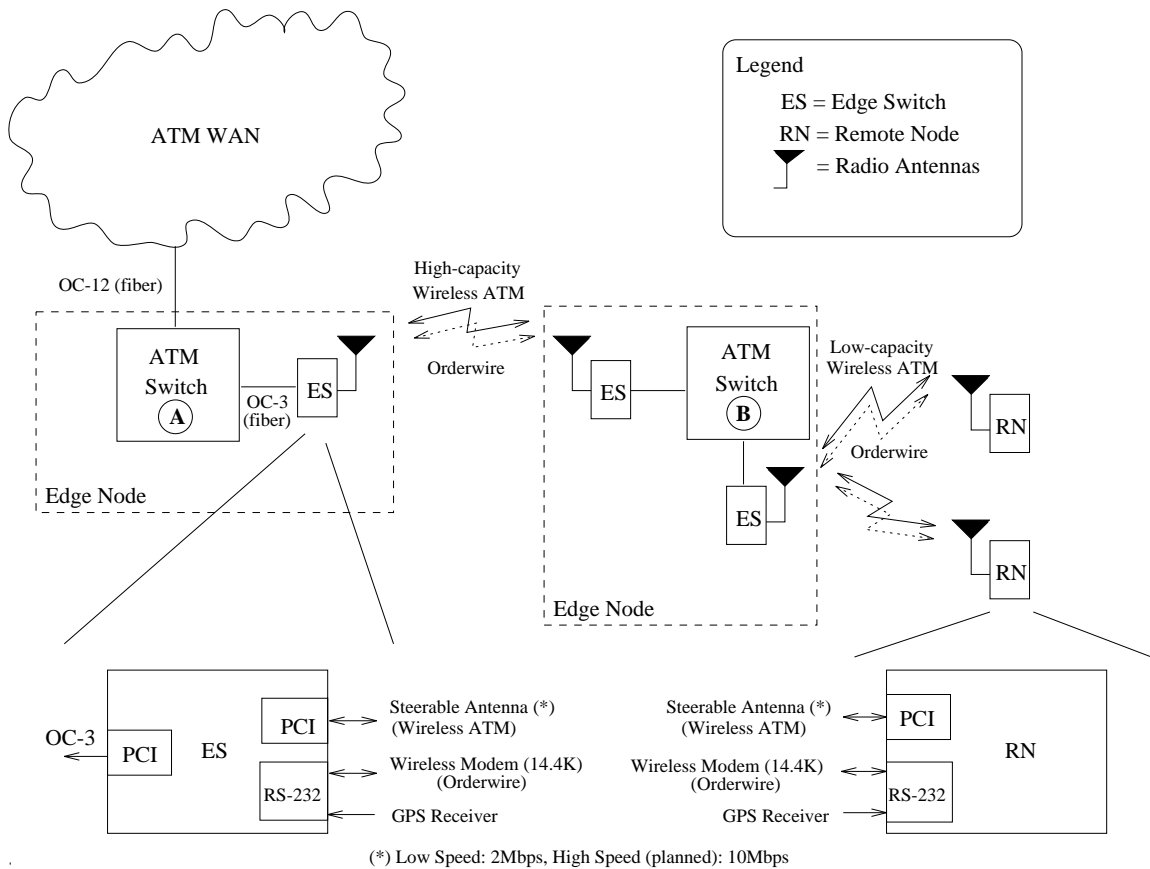 ATM WAN
Legend
ES = Edge Switch
RN = Remote Node
= Radio Antennas
OC-12 (fiber)
High-capacity
Wireless ATM
Orderwire
ATM
Switch
A
OC-3
(fiber)
ES
Edge Node
ES
ATM
Switch
B
ES
Edge Node
Low-capacity
Wireless ATM
Orderwire
RN
RN
OC-3
PCI
ES
PCI
RS-232
Steerable Antenna (*)
(Wireless ATM)
Wireless Modem (14.4K)
(Orderwire)
GPS Receiver
Steerable Antenna (*)
(Wireless ATM)
Wireless Modem (14.4K)
(Orderwire)
GPS Receiver
PCI
RS-232
RN
(*) Low Speed: 2Mbps, High Speed (planned): 10Mbps